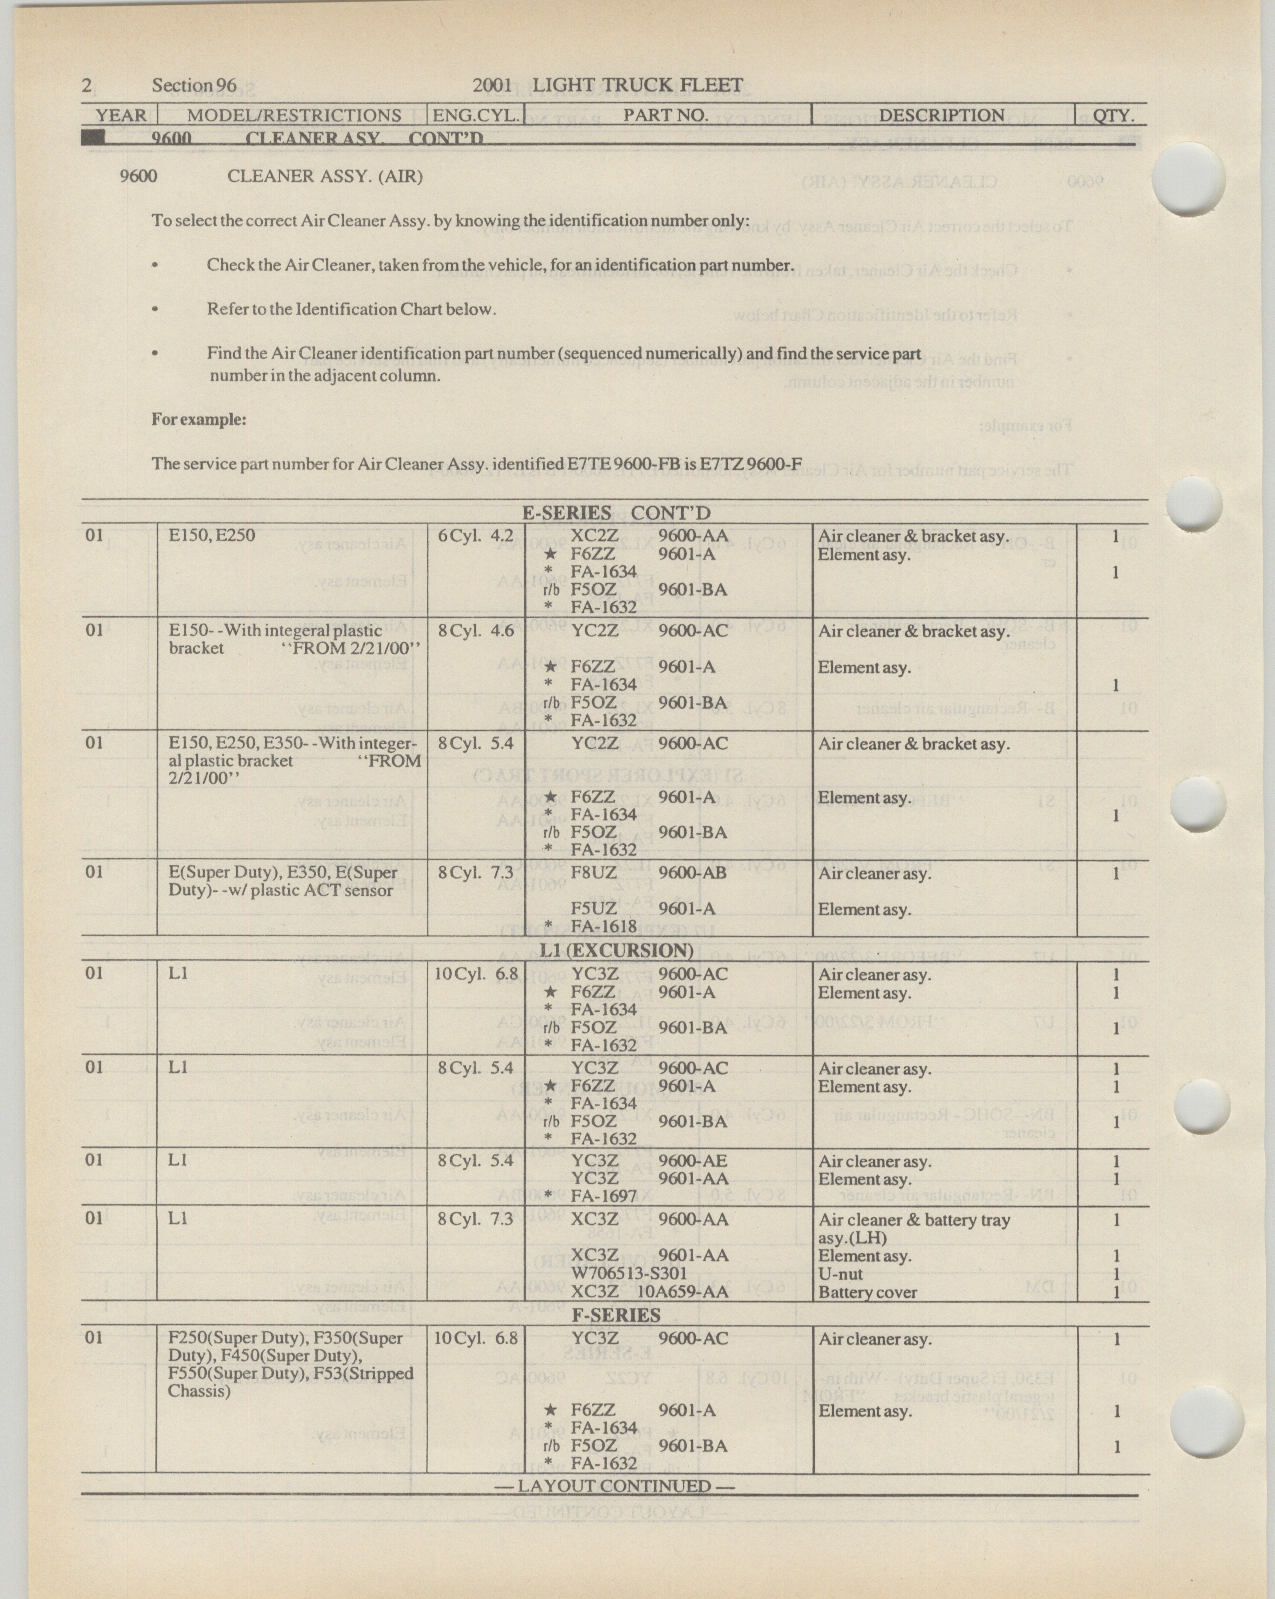 2 Section 96 2001 LIGHT TRUCK FLEET
YEAR MODEL/RESTRICTIONS ENG.CYL. PART NO. DESCRIPTION QTY.
9600 CLEANER ASY. CONT'D
9600 CLEANER ASSY. (AIR)
To select the correct Air Cleaner Assy. by knowing the identification number only:
• Check the Air Cleaner, taken from the vehicle, for an identification part number.
• Refer to the Identification Chart below.
• Find the Air Cleaner identification part number (sequenced numerically) and find the service part
number in the adjacent column.
For example:
The service part number for Air Cleaner Assy. identified E7TE 9600-FB is E7TZ 9600-F
E-SERIES CONT'D
01 E150, E250 6 Cyl. 4.2 XC2Z 9600-AA Air cleaner & bracket asy. 1
★ F6ZZ 9601-A Element asy.
* FA-1634 1
r/b F5OZ 9601-BA
* FA-1632
01 E150- -With integeral plastic 8 Cyl. 4.6 YC2Z 9600-AC Air cleaner & bracket asy.
bracket ‘‘FROM 2/21/00’’
★ F6ZZ 9601-A Element asy.
* FA-1634 1
r/b F5OZ 9601-BA
* FA-1632
01 E150, E250, E350- -With integer- 8 Cyl. 5.4 YC2Z 9600-AC Air cleaner & bracket asy.
al plastic bracket ‘‘FROM
2/21/00’’
★ F6ZZ 9601-A Element asy.
* FA-1634 1
r/b F5OZ 9601-BA
* FA-1632
01 E(Super Duty), E350, E(Super 8 Cyl. 7.3 F8UZ 9600-AB Air cleaner asy. 1
Duty)- -w/ plastic ACT sensor
F5UZ 9601-A Element asy.
* FA-1618
L1 (EXCURSION)
01 L1 10 Cyl. 6.8 YC3Z 9600-AC Air cleaner asy. 1
★ F6ZZ 9601-A Element asy. 1
* FA-1634
r/b F5OZ 9601-BA 1
* FA-1632
01 L1 8 Cyl. 5.4 YC3Z 9600-AC Air cleaner asy. 1
★ F6ZZ 9601-A Element asy. 1
* FA-1634
r/b F5OZ 9601-BA 1
* FA-1632
01 L1 8 Cyl. 5.4 YC3Z 9600-AE Air cleaner asy. 1
YC3Z 9601-AA Element asy. 1
* FA-1697
01 L1 8 Cyl. 7.3 XC3Z 9600-AA Air cleaner & battery tray 1
asy.(LH)
XC3Z 9601-AA Element asy. 1
W706513-S301 U-nut 1
XC3Z 10A659-AA Battery cover 1
F-SERIES
01 F250(Super Duty), F350(Super 10 Cyl. 6.8 YC3Z 9600-AC Air cleaner asy. 1
Duty), F450(Super Duty),
F550(Super Duty), F53(Stripped
Chassis)
★ F6ZZ 9601-A Element asy. 1
* FA-1634
r/b F5OZ 9601-BA 1
* FA-1632
— LAYOUT CONTINUED —